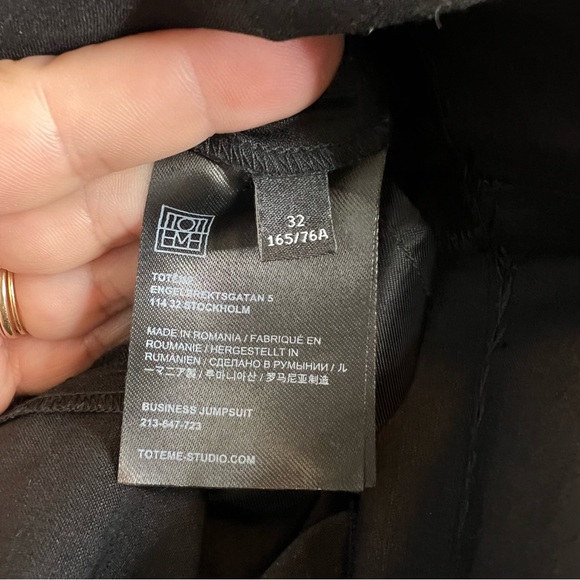 TOTEME
32
165/76A
TOTEME
ENGELBREKTSGATAN 5
114 32 STOCKHOLM
MADE IN ROMANIA / FABRIQUÉ EN
ROUMANIE / HERGESTELLT IN
RUMÄNIEN / СДЕЛАНО В РУМЫНИИ / ル
ーマニア製 / 루마니아산 / 罗马尼亚制造
BUSINESS JUMPSUIT
213-647-723
TOTEME-STUDIO.COM